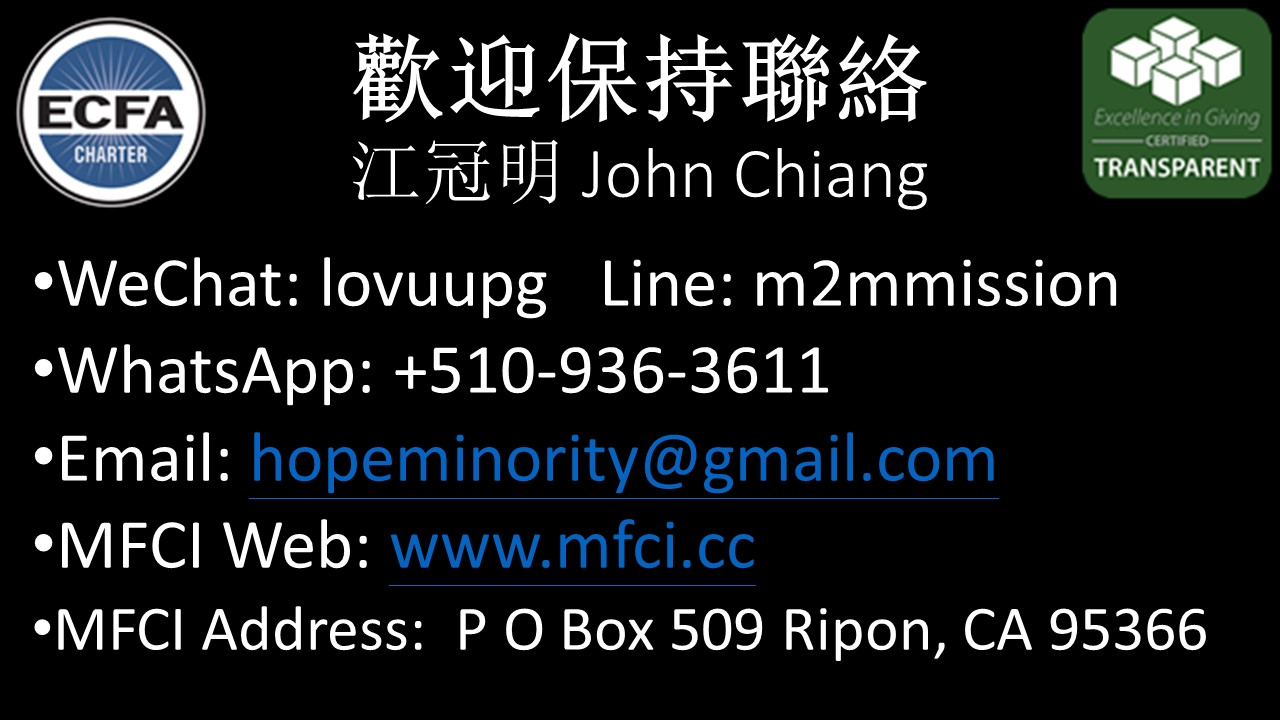 ECFA
CHARTER
歡迎保持聯絡
江冠明 John Chiang
Excellence in Giving
CERTIFIED
TRANSPARENT
•WeChat: lovuupg   Line: m2mmission
•WhatsApp: +510-936-3611
•Email: hopeminority@gmail.com
•MFCI Web: www.mfci.cc
•MFCI Address:  P O Box 509 Ripon, CA 95366